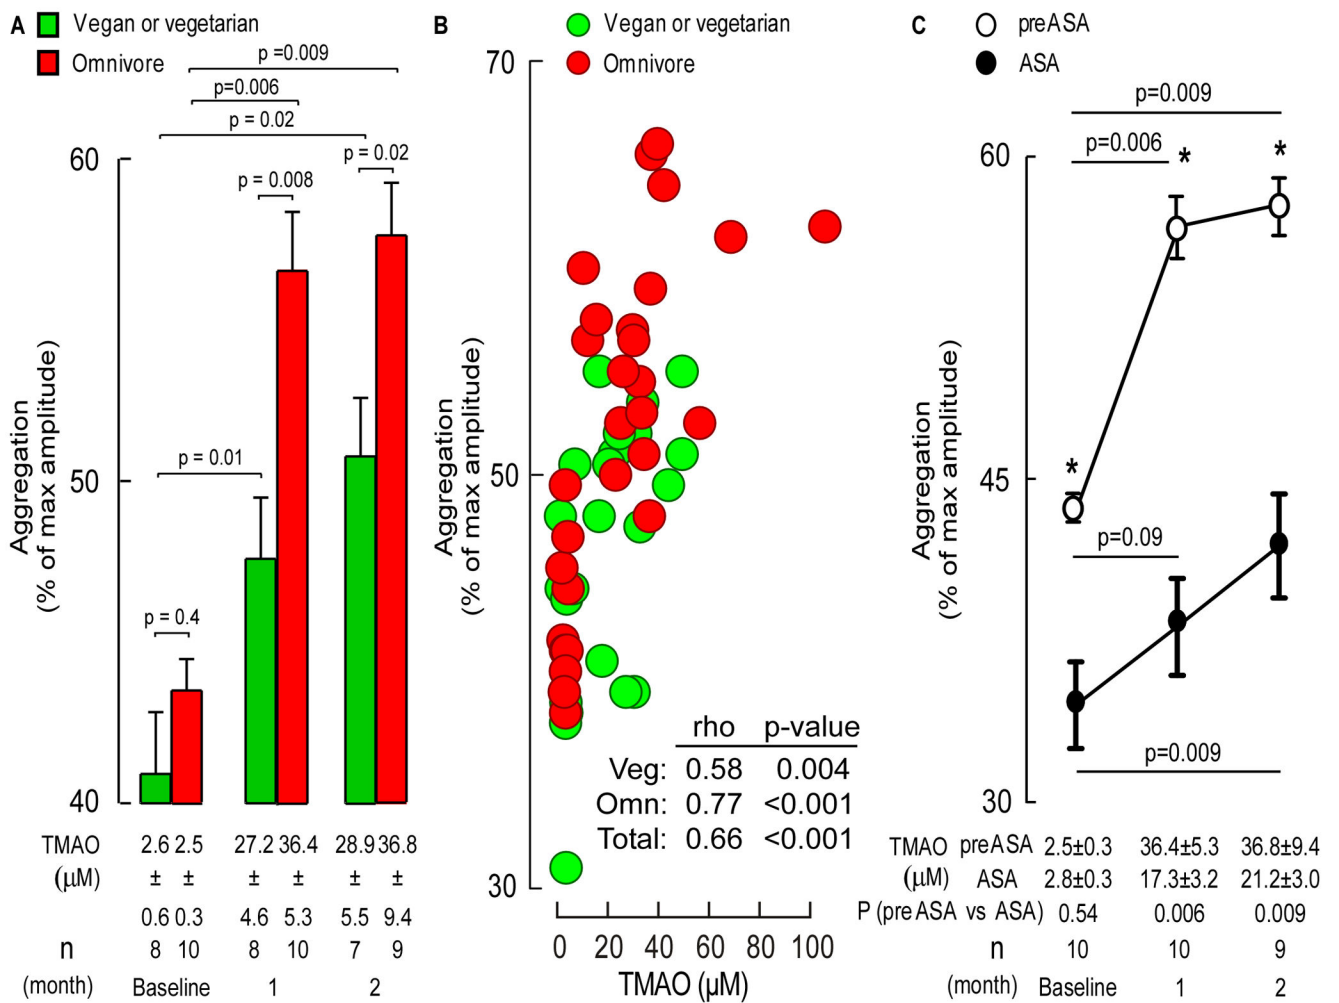 A
Vegan or vegetarian
Omnivore
p =0.009
p=0.006
p = 0.02
p = 0.02
p = 0.008
p = 0.01
p = 0.4
60
50
40
Aggregation
(% of max amplitude)
TMAO 2.6 2.5 27.2 36.4 28.9 36.8
(μM) ± ± ± ± ± ±
0.6 0.3 4.6 5.3 5.5 9.4
n 8 10 8 10 7 9
(month) Baseline 1 2
B
Vegan or vegetarian
Omnivore
70
50
30
Aggregation
(% of max amplitude)
rho p-value
Veg: 0.58 0.004
Omn: 0.77 <0.001
Total: 0.66 <0.001
0 20 40 60 80 100
TMAO (μM)
C
preASA
ASA
p=0.009
p=0.006
*
*
*
p=0.09
p=0.009
60
45
30
Aggregation
(% of max amplitude)
TMAO preASA 2.5±0.3 36.4±5.3 36.8±9.4
(μM) ASA 2.8±0.3 17.3±3.2 21.2±3.0
P (preASA vs ASA) 0.54 0.006 0.009
n 10 10 9
(month) Baseline 1 2